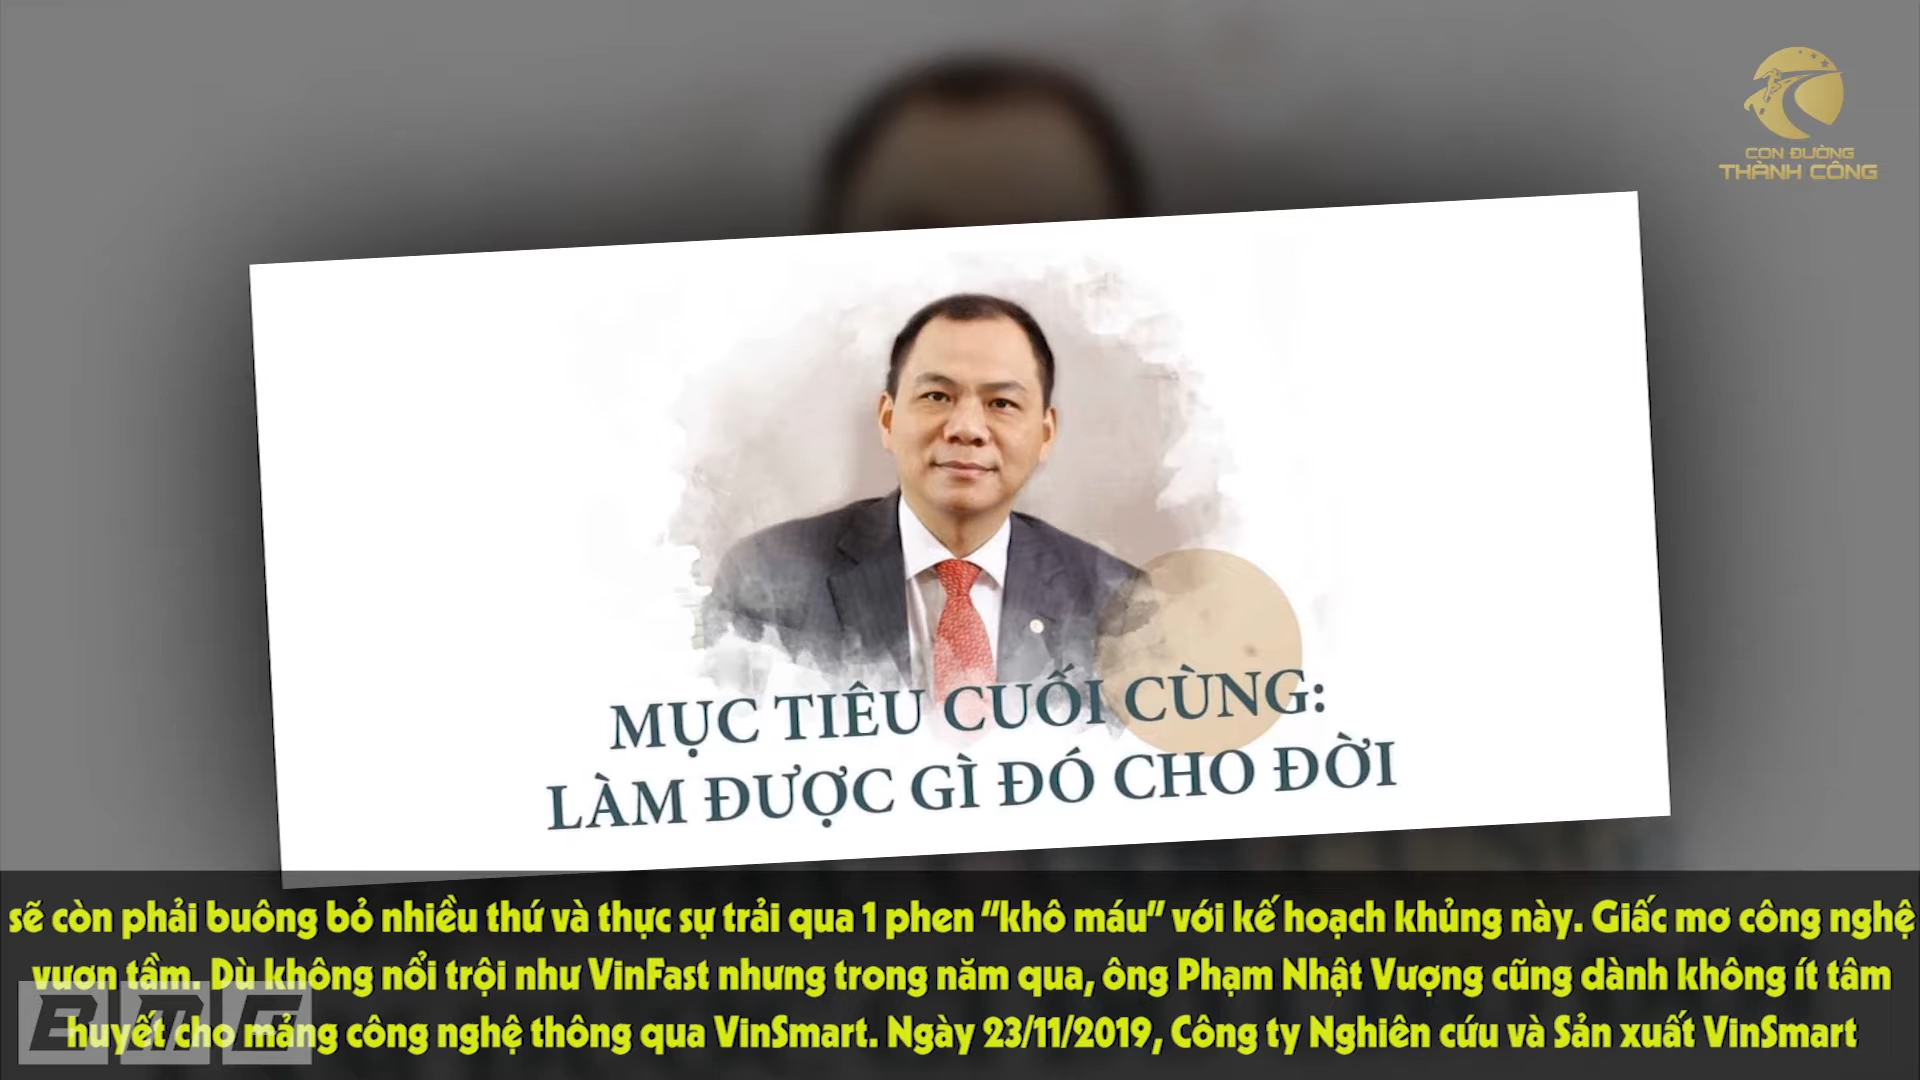 CON ĐƯỜNG
THÀNH CÔNG
MỤC TIÊU CUỐI CÙNG:
LÀM ĐƯỢC GÌ ĐÓ CHO ĐỜI
sẽ còn phải buông bỏ nhiều thứ và thực sự trải qua 1 phen “khô máu” với kế hoạch khủng này. Giấc mơ công nghệ
vươn tầm. Dù không nổi trội như VinFast nhưng trong năm qua, ông Phạm Nhật Vượng cũng dành không ít tâm
huyết cho mảng công nghệ thông qua VinSmart. Ngày 23/11/2019, Công ty Nghiên cứu và Sản xuất VinSmart